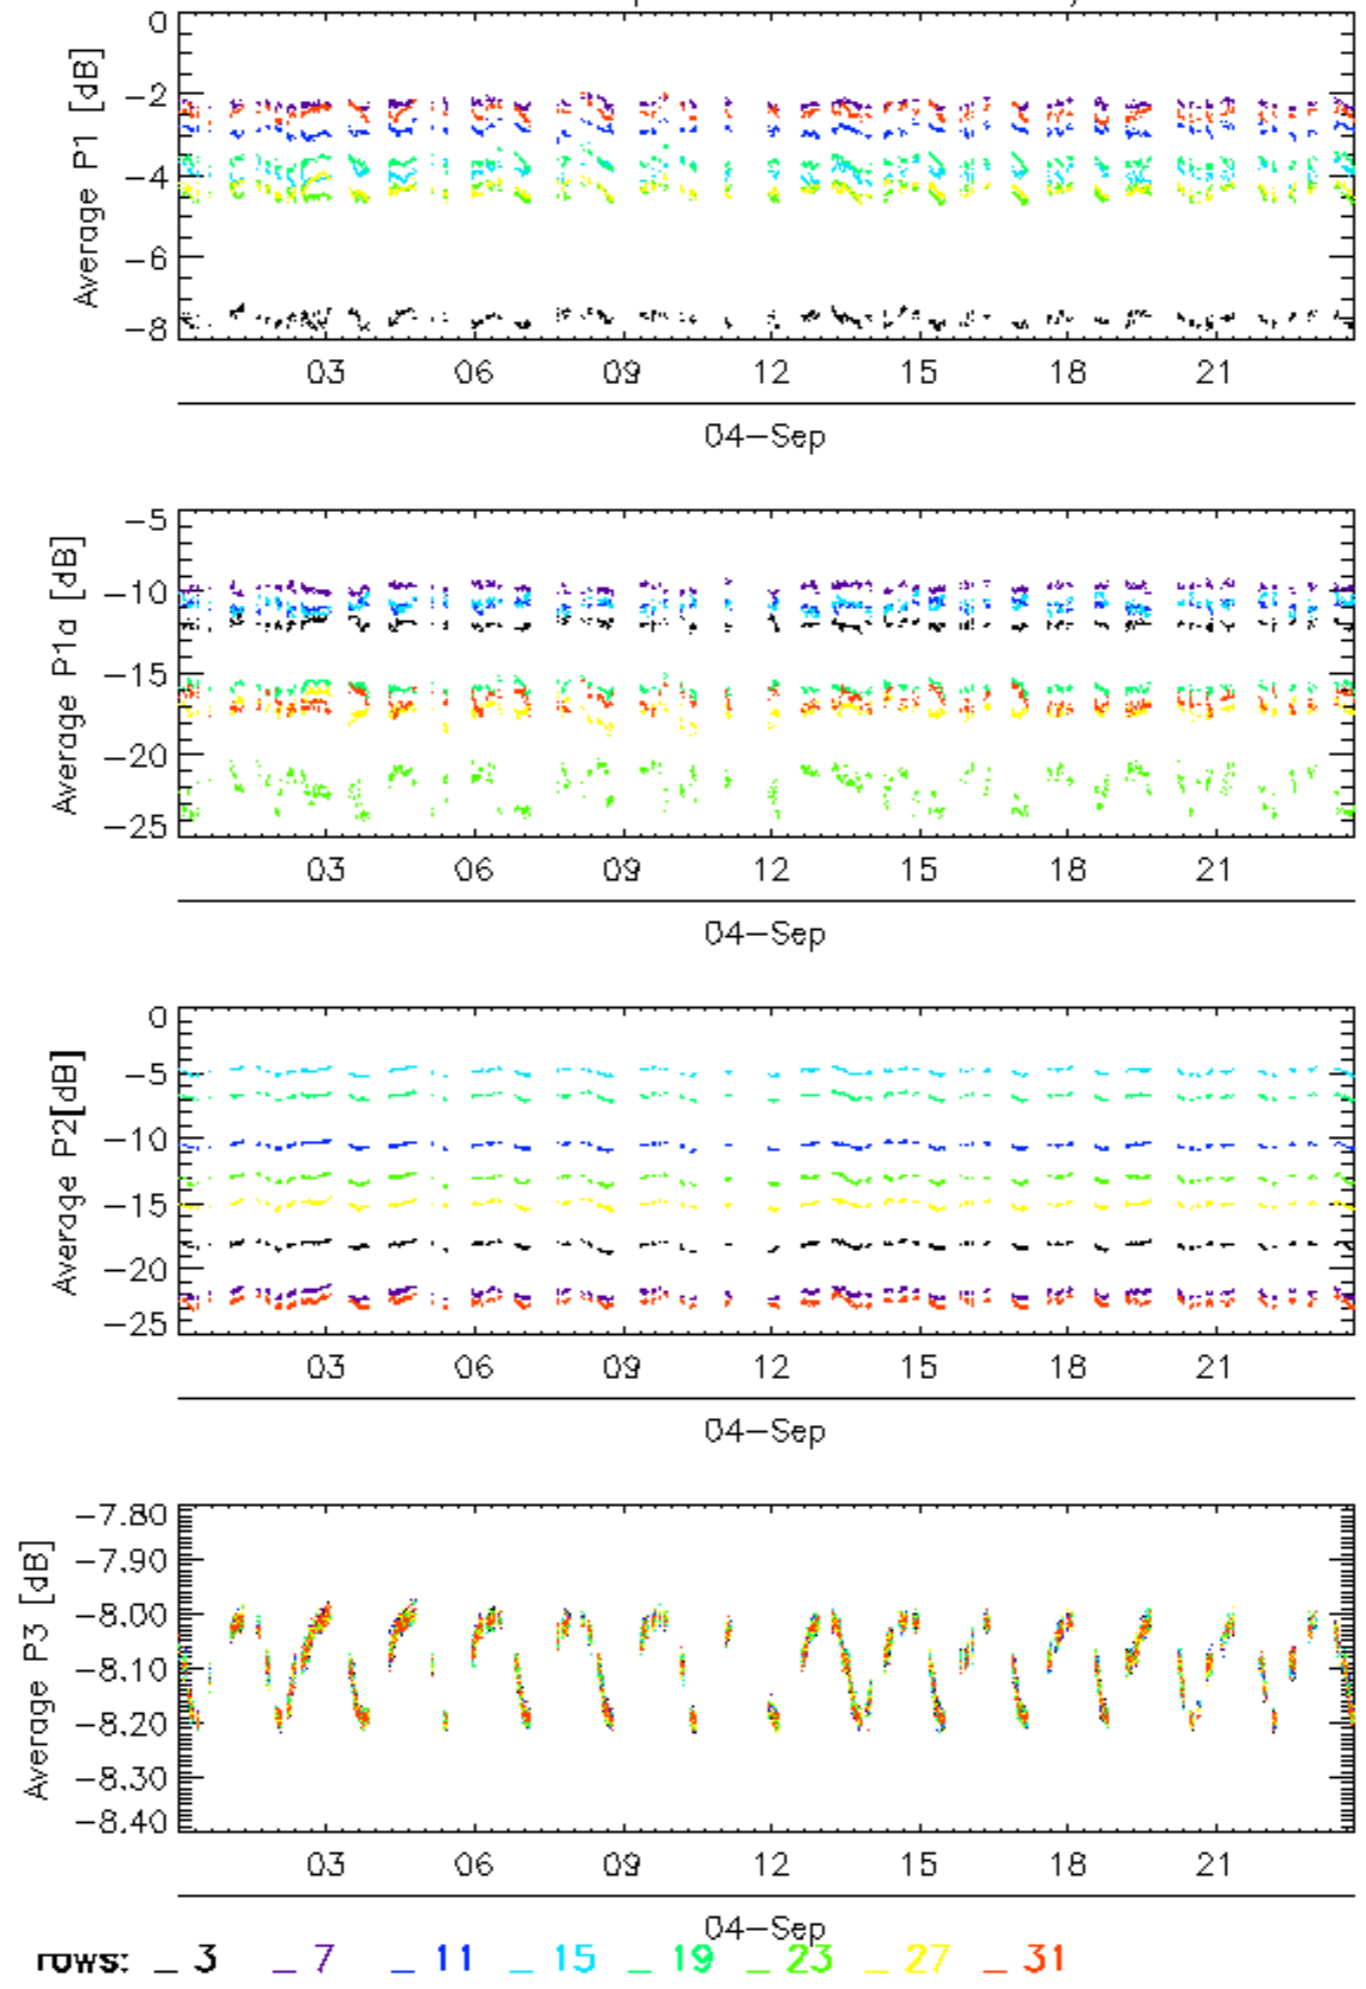 0
−2
−4
−6
−8
Average P1 [dB]
03 06 09 12 15 18 21
04−Sep
−5
−10
−15
−20
−25
Average P1a [dB]
03 06 09 12 15 18 21
04−Sep
0
−5
−10
−15
−20
−25
Average P2[dB]
03 06 09 12 15 18 21
04−Sep
−7.80
−7.90
−8.00
−8.10
−8.20
−8.30
−8.40
Average P3 [dB]
03 06 09 12 15 18 21
04−Sep
rows: _ 3 _ 7 _ 11 _ 15 _ 19 _ 23 _ 27 _ 31